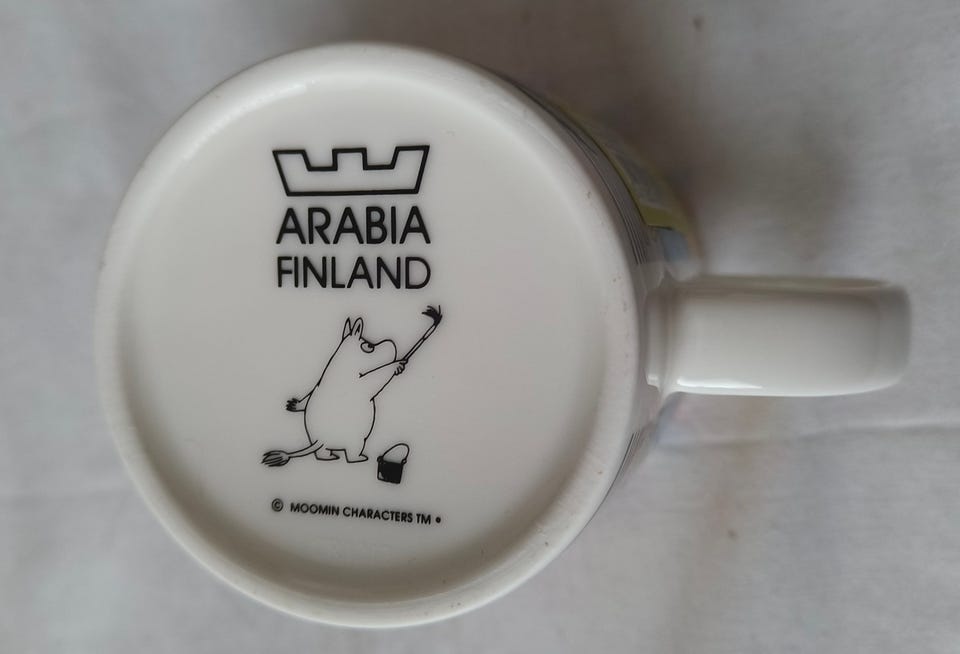 ARABIA
FINLAND
© MOOMIN CHARACTERS TM •